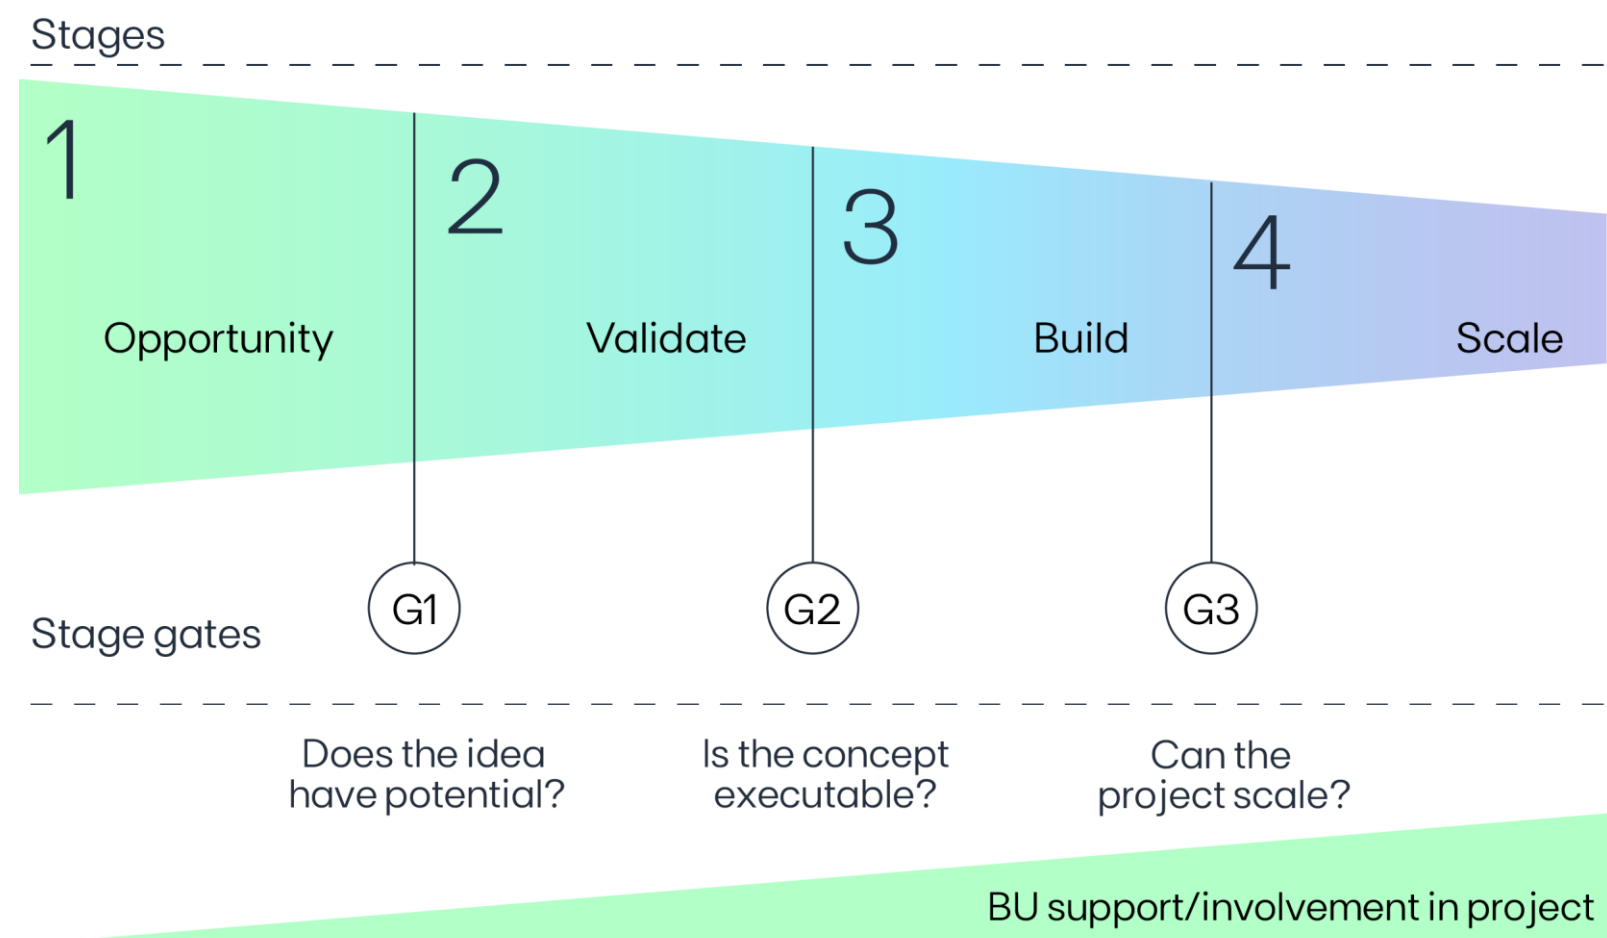 Stages
1
2
3
4
Opportunity
Validate
Build
Scale
G1
G2
G3
Stage gates
Does the idea
have potential?
Is the concept
executable?
Can the
project scale?
BU support/involvement in project